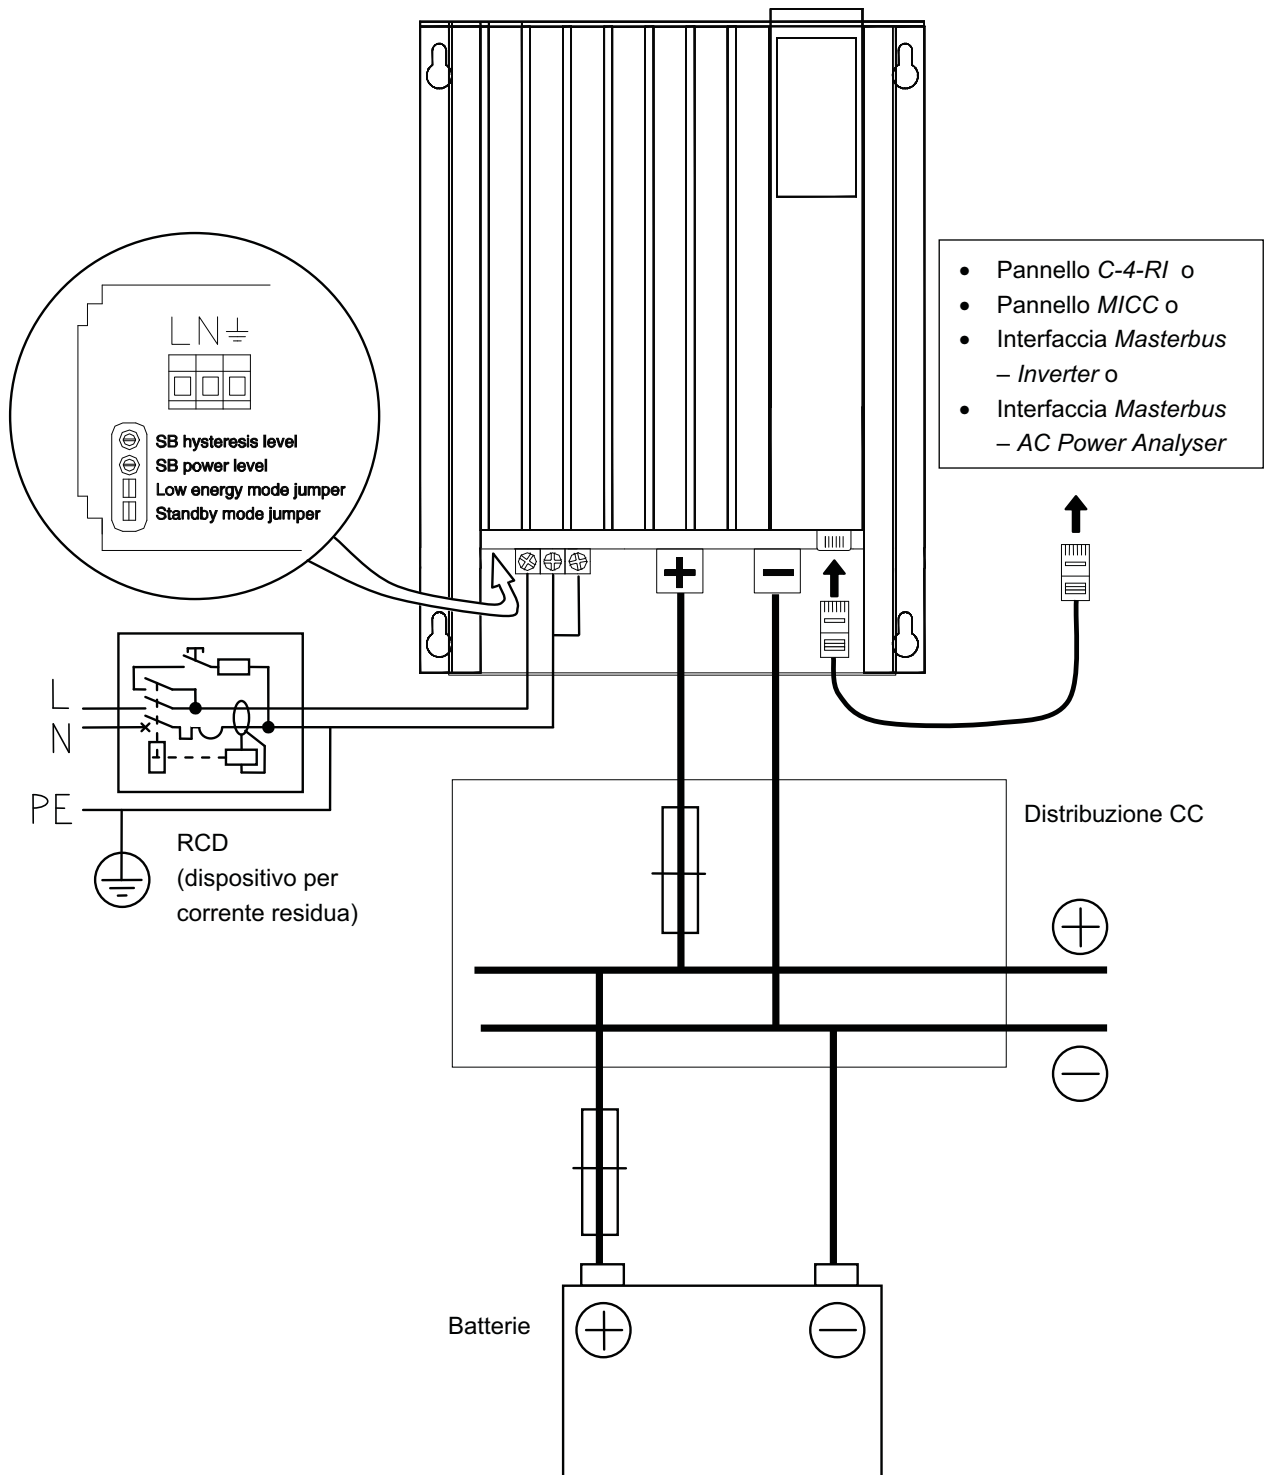 • Pannello C-4-RI o
• Pannello MICC o
• Interfaccia Masterbus
– Inverter o
• Interfaccia Masterbus
– AC Power Analyser
LN
SB hysteresis level
SB power level
Low energy mode jumper
Standby mode jumper
+
–
L
N
PE
RCD
(dispositivo per
corrente residua)
Distribuzione CC
+
–
Batterie
+
–